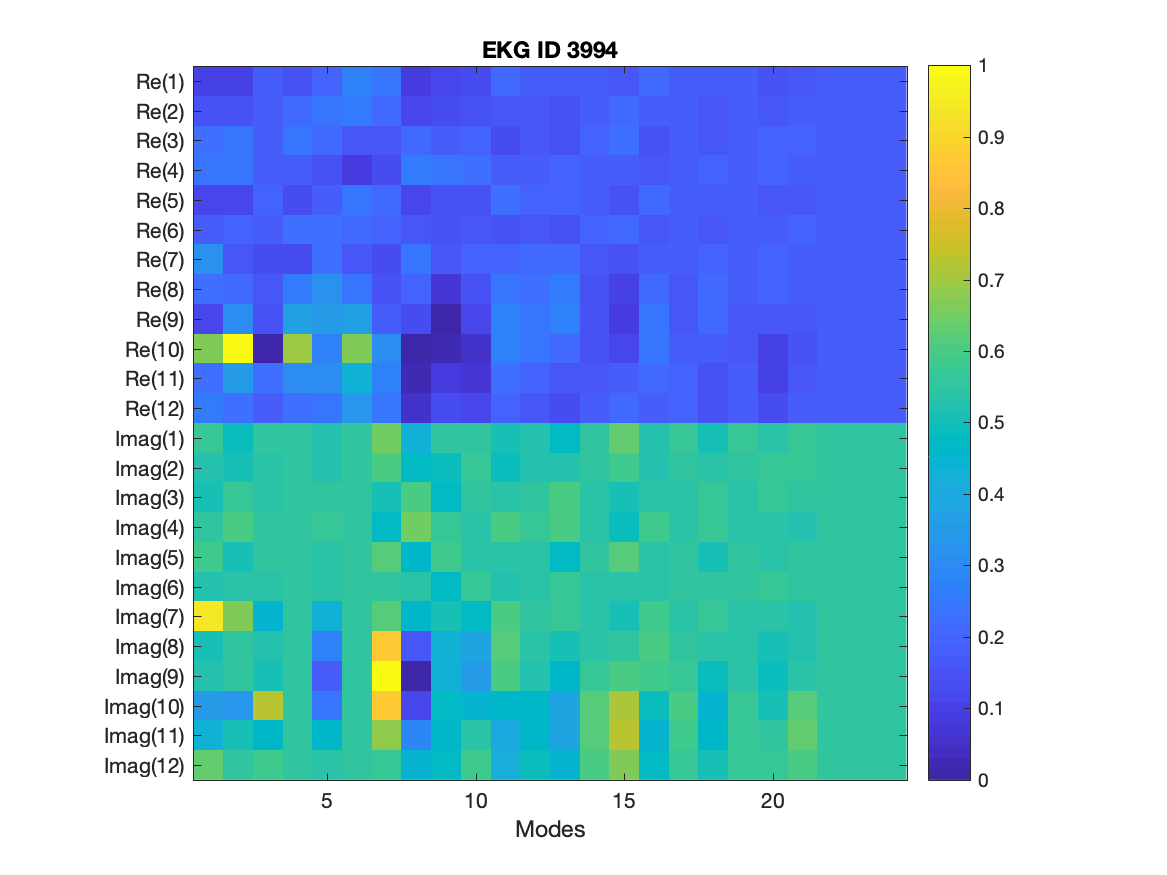 EKG ID 3994
Re(1)
Re(2)
Re(3)
Re(4)
Re(5)
Re(6)
Re(7)
Re(8)
Re(9)
Re(10)
Re(11)
Re(12)
Imag(1)
Imag(2)
Imag(3)
Imag(4)
Imag(5)
Imag(6)
Imag(7)
Imag(8)
Imag(9)
Imag(10)
Imag(11)
Imag(12)
5
10
15
20
Modes
1
0.9
0.8
0.7
0.6
0.5
0.4
0.3
0.2
0.1
0